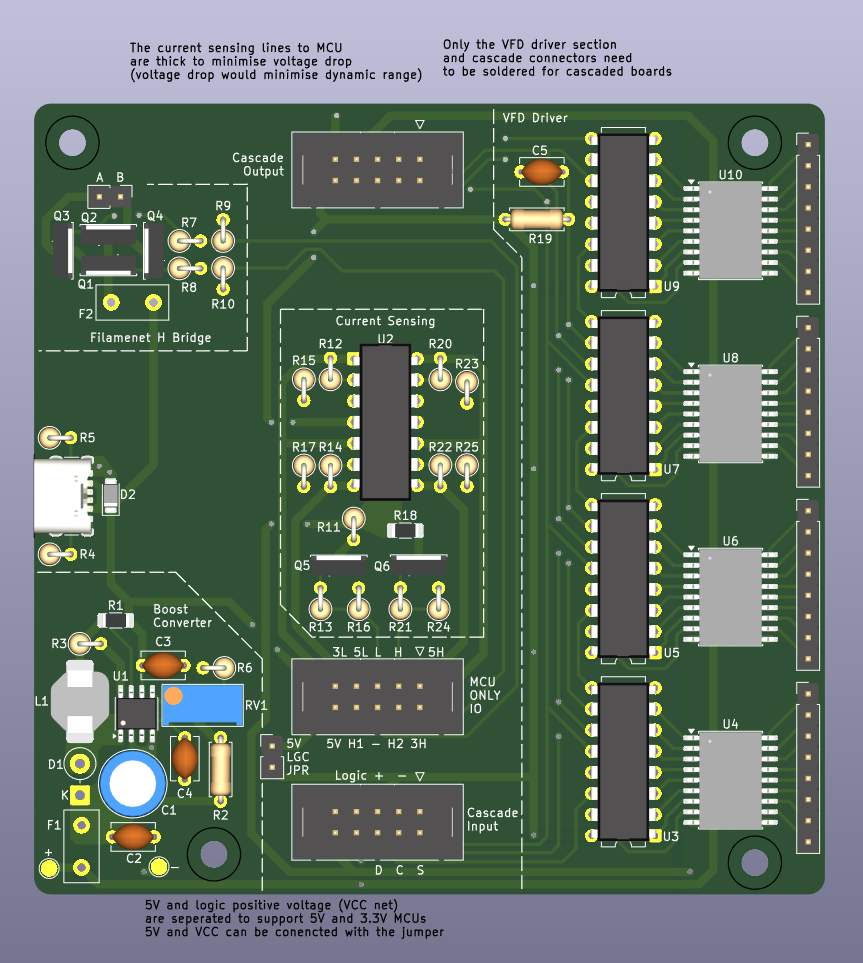 The current sensing lines to MCU
are thick to minimise voltage drop
(voltage drop would minimise dynamic range)
Only the VFD driver section
and cascade connectors need
to be soldered for cascaded boards
VFD Driver
Cascade
Output
C5
R19
U10
U9
A B
Q3 Q2 Q4
R7
R9
R8
R10
Q1
F2
Filamenet H Bridge
Current Sensing
U2
R15 R12
R20
R23
U8
U7
R5
R17 R14
R22 R25
D2
R11
R18
R4
Q5
Q6
R13 R16 R21 R24
U6
U5
R1
Boost
Converter
R3
C3
R6
U1
L1
RV1
3L 5L L H 5H
MCU
ONLY
IO
5V H1 - H2 3H
5V
LGC
JPR
D1
K
C4
C1
R2
F1
C2
+
-
Logic + -
Cascade
Input
D C S
U4
U3
5V and logic positive voltage (VCC net)
are seperated to support 5V and 3.3V MCUs
5V and VCC can be conencted with the jumper